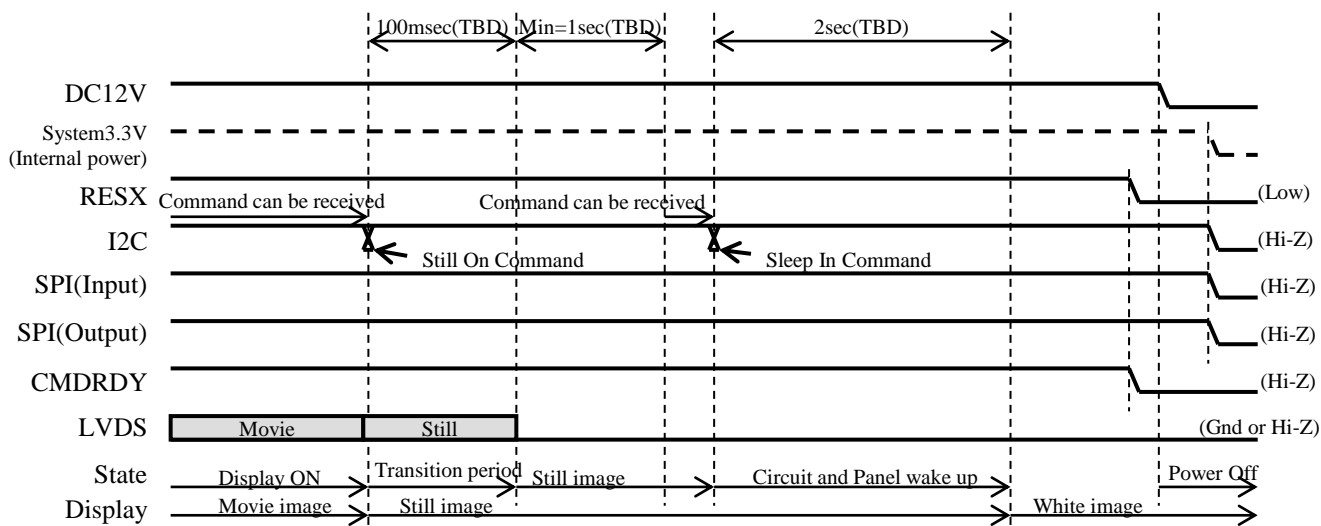 100msec(TBD) Min=1sec(TBD) 2sec(TBD)
DC12V
System3.3V
(Internal power)
RESX (Low)
Command can be received Command can be received
I2C (Hi-Z)
Still On Command Sleep In Command
SPI(Input) (Hi-Z)
SPI(Output) (Hi-Z)
CMDRDY (Hi-Z)
LVDS Movie Still (Gnd or Hi-Z)
State Display ON Transition period Still image Circuit and Panel wake up Power Off
Display Movie image Still image White image